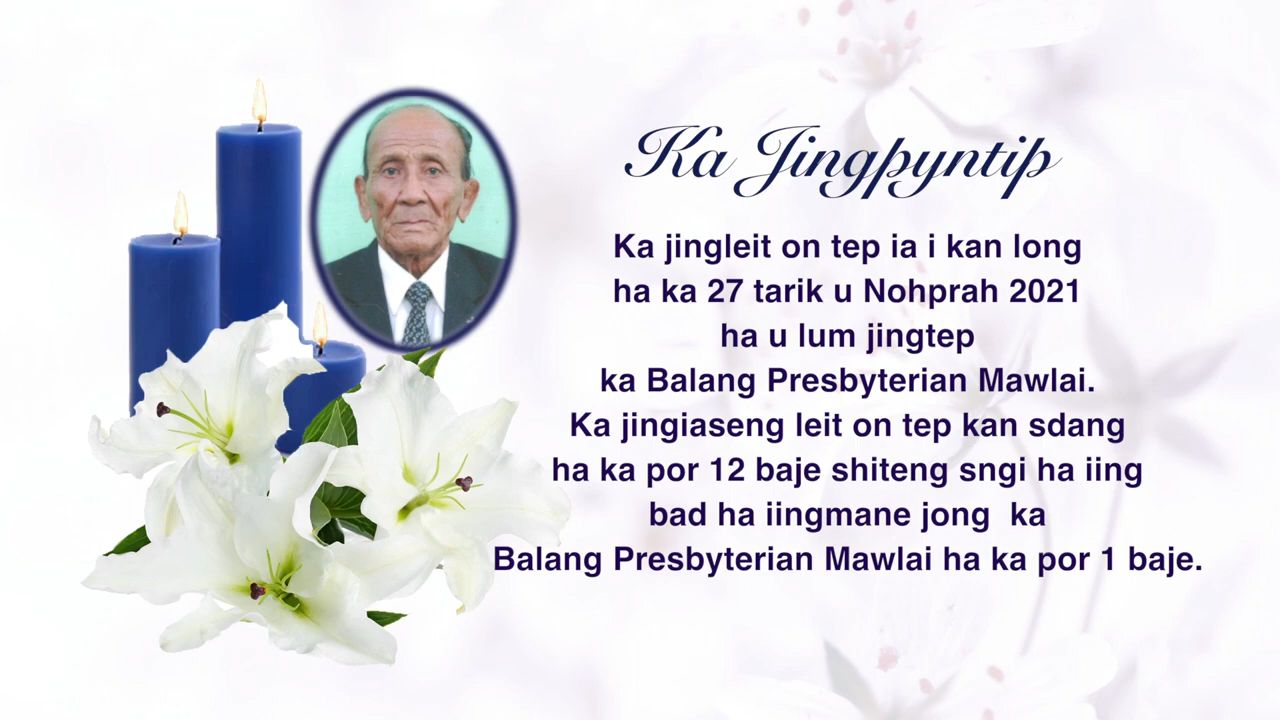 Ka Jingpyntip
Ka jingleit on tep ia i kan long
ha ka 27 tarik u Nohprah 2021
ha u lum jingtep
ka Balang Presbyterian Mawlai.
Ka jingiaseng leit on tep kan sdang
ha ka por 12 baje shiteng sngi ha iing
bad ha iingmane jong  ka
Balang Presbyterian Mawlai ha ka por 1 baje.